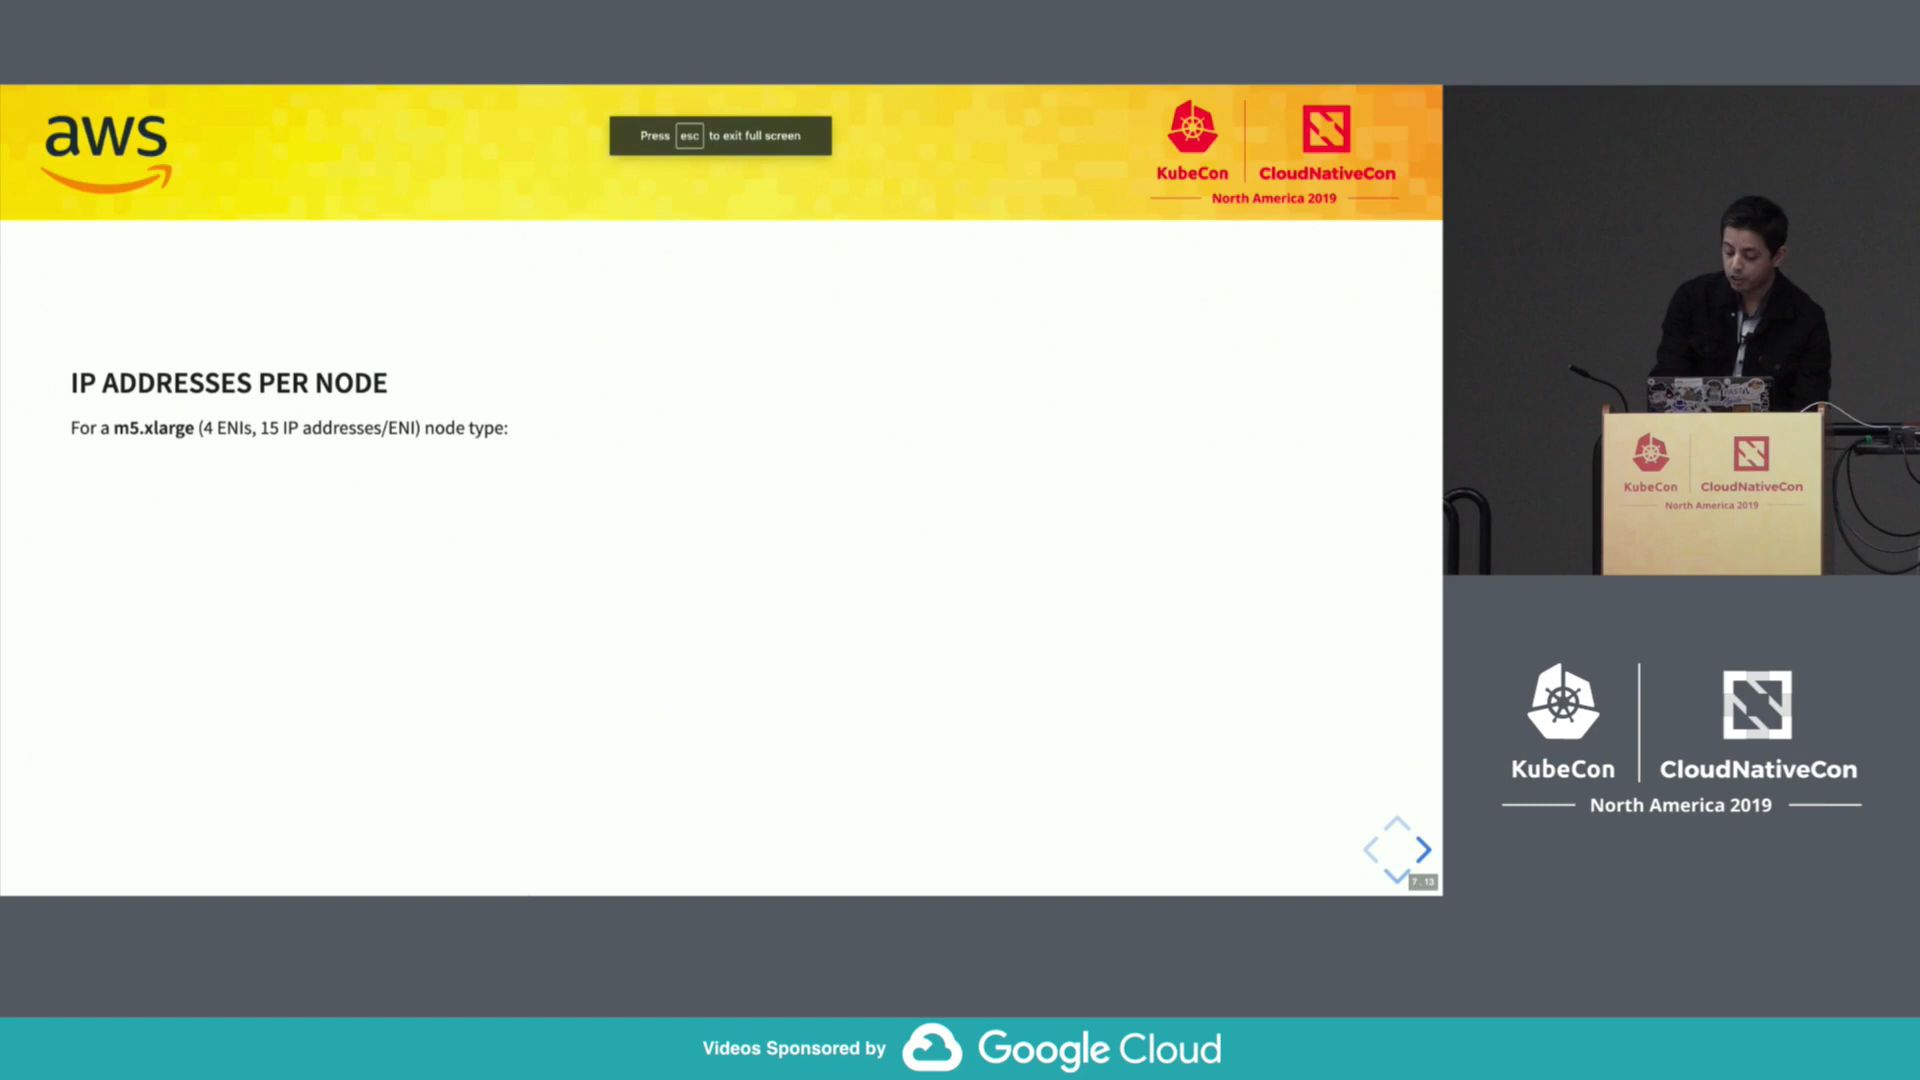 aws
Press esc to exit full screen
KubeCon
CloudNativeCon
North America 2019
IP ADDRESSES PER NODE
For a m5.xlarge (4 ENIs, 15 IP addresses/ENI) node type:
7.13
KubeCon
CloudNativeCon
North America 2019
KubeCon
CloudNativeCon
North America 2019
Videos Sponsored by Google Cloud